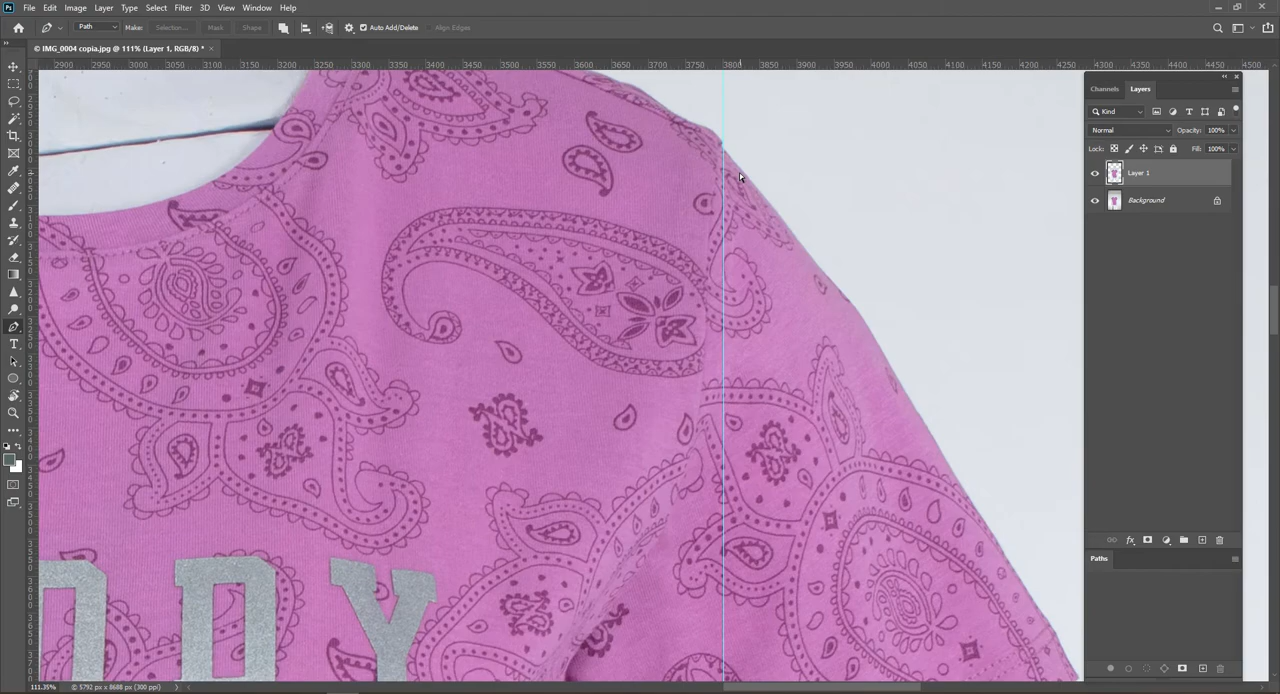 File Edit Image Layer Type Select Filter 3D View Window Help
Path Make: Selection... Mask Shape Auto Add/Delete Align Edges
© IMG_0004 copia.jpg @ 111% (Layer 1, RGB/8) *
2900 2950 3000 3050 3100 3150 3200 3250 3300 3350 3400 3450 3500 3550 3600 3650 3700 3750 3800 3850 3900 3950 4000 4050 4100 4150 4200 4250 4300 4350 4400 4450 4500
Channels Layers
Kind
Normal Opacity: 100%
Lock: Fill: 100%
Layer 1
Background
DDY
Paths
111.35% © 5792 px x 8688 px (300 ppi)